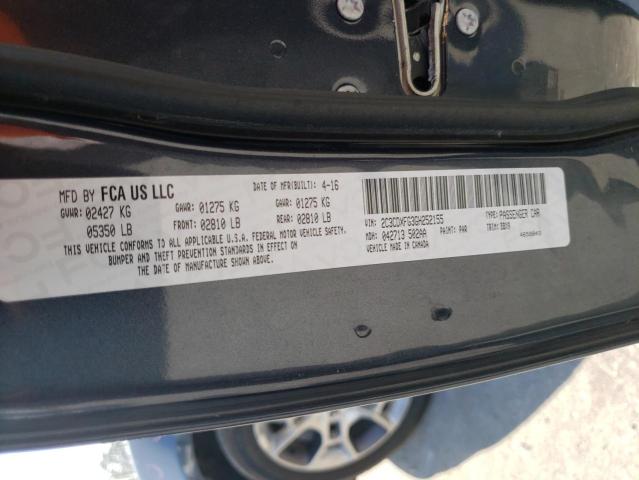 MFD BY FCA US LLC
DATE OF MFR(BUILT) 4-16
GVWR: 02427 KG
GAWR: 01275 KG
GAWR: 01275 KG
05350 LB
FRONT: 02810 LB
REAR: 02810 LB
THIS VEHICLE CONFORMS TO ALL APPLICABLE U.S.A. FEDERAL MOTOR VEHICLE SAFETY,
BUMPER AND THEFT PREVENTION STANDARDS IN EFFECT ON
THE DATE OF MANUFACTURE SHOWN ABOVE.
VIN: 2C3CDXFG3GH252155
TYPE: PASSENGER CAR
MDH: 042713 502AA
PAINT: PAR
TRIM:
VEHICLE MADE IN CANADA